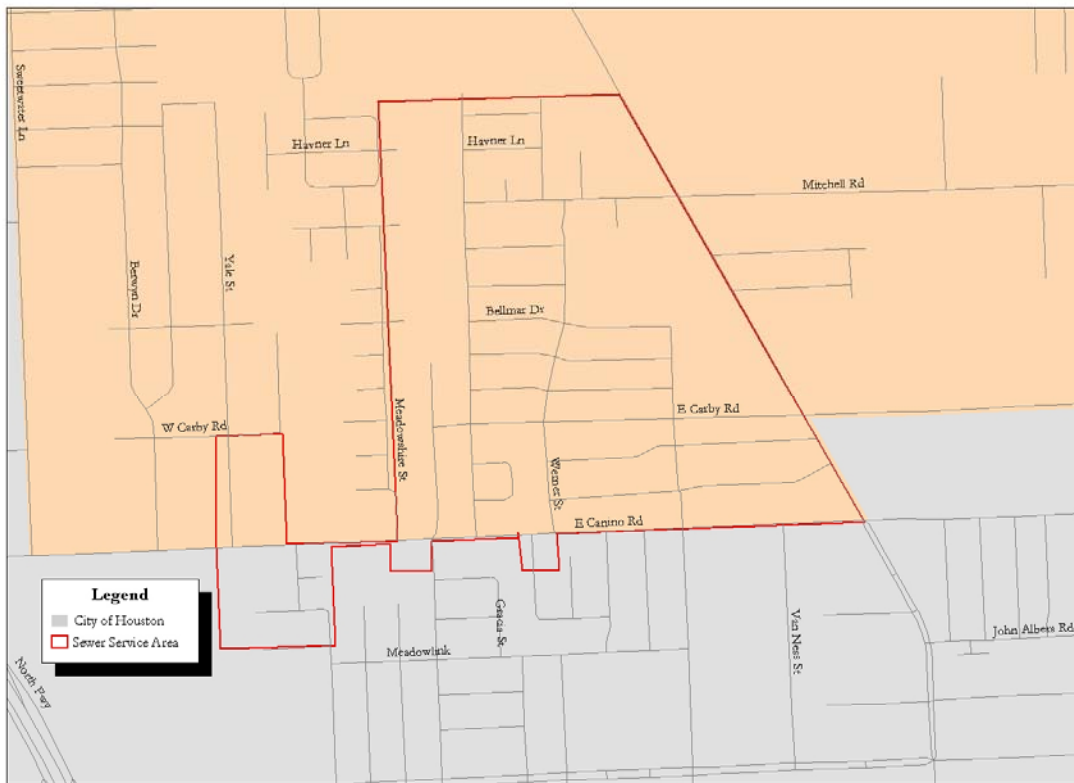 Sweetwater Ln
Havner Ln
Havner Ln
Mitchell Rd
Berwyn Dr
Yale St
Bellmar Dr
W Carby Rd
Meadowshire St
E Carby Rd
Werner St
E Canino Rd
Legend
City of Houston
Sewer Service Area
Gracia St
Van Ness St
John Albers Rd
Meadowlink
North Fwy